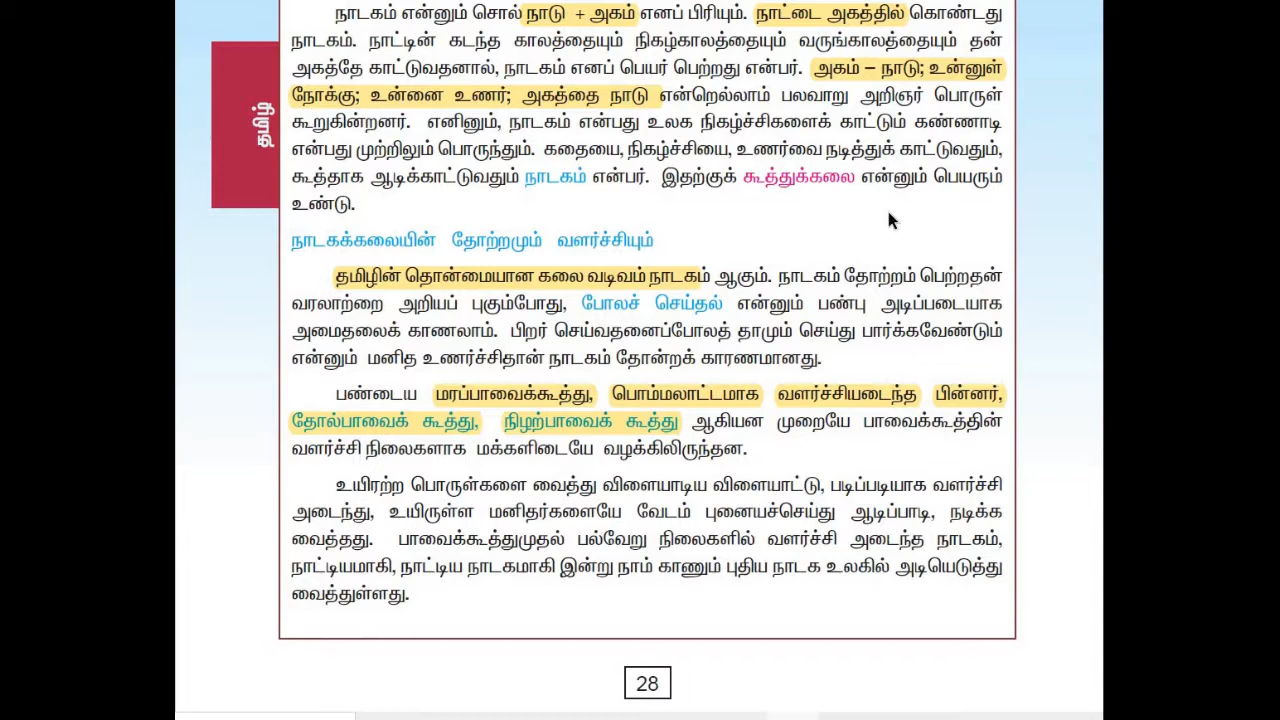 நாடகம் என்னும் சொல் நாடு + அகம் எனப் பிரியும். நாட்டை அகத்தில் கொண்டது
நாடகம். நாட்டின் கடந்த காலத்தையும் நிகழ்காலத்தையும் வருங்காலத்தையும் தன்
அகத்தே காட்டுவதனால், நாடகம் எனப் பெயர் பெற்றது என்பர். அகம் – நாடு; உன்னுள்
நோக்கு; உன்னை உணர்; அகத்தை நாடு என்றெல்லாம் பலவாறு அறிஞர் பொருள்
கூறுகின்றனர். எனினும், நாடகம் என்பது உலக நிகழ்ச்சிகளைக் காட்டும் கண்ணாடி
என்பது முற்றிலும் பொருந்தும். கதையை, நிகழ்ச்சியை, உணர்வை நடித்துக் காட்டுவதும்,
கூத்தாக ஆடிக்காட்டுவதும் நாடகம் என்பர். இதற்குக் கூத்துக்கலை என்னும் பெயரும்
உண்டு.
தமிழ்
நாடகக்கலையின் தோற்றமும் வளர்ச்சியும்
தமிழின் தொன்மையான கலை வடிவம் நாடகம் ஆகும். நாடகம் தோற்றம் பெற்றதன்
வரலாற்றை அறியப் புகும்போது, போலச் செய்தல் என்னும் பண்பு அடிப்படையாக
அமைதலைக் காணலாம். பிறர் செய்வதனைப்போலத் தாமும் செய்து பார்க்கவேண்டும்
என்னும் மனித உணர்ச்சிதான் நாடகம் தோன்றக் காரணமானது.
பண்டைய மரப்பாவைக்கூத்து, பொம்மலாட்டமாக வளர்ச்சியடைந்த பின்னர்,
தோல்பாவைக் கூத்து, நிழற்பாவைக் கூத்து ஆகியன முறையே பாவைக்கூத்தின்
வளர்ச்சி நிலைகளாக மக்களிடையே வழக்கிலிருந்தன.
உயிரற்ற பொருள்களை வைத்து விளையாடிய விளையாட்டு, படிப்படியாக வளர்ச்சி
அடைந்து, உயிருள்ள மனிதர்களையே வேடம் புனையச்செய்து ஆடிப்பாடி, நடிக்க
வைத்தது. பாவைக்கூத்துமுதல் பல்வேறு நிலைகளில் வளர்ச்சி அடைந்த நாடகம்,
நாட்டியமாகி, நாட்டிய நாடகமாகி இன்று நாம் காணும் புதிய நாடக உலகில் அடியெடுத்து
வைத்துள்ளது.
28